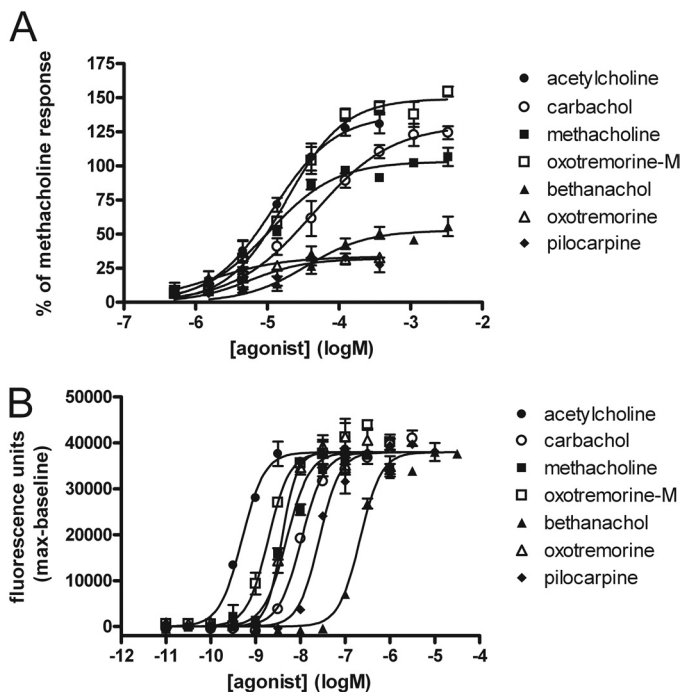 A
% of methacholine response
175
150
125
100
75
50
25
0
-7 -6 -5 -4 -3 -2
[agonist] (logM)
acetylcholine
carbachol
methacholine
oxotremorine-M
bethanachol
oxotremorine
pilocarpine
B
fluorescence units
(max-baseline)
50000
40000
30000
20000
10000
0
-12 -11 -10 -9 -8 -7 -6 -5 -4
[agonist] (logM)
acetylcholine
carbachol
methacholine
oxotremorine-M
bethanachol
oxotremorine
pilocarpine